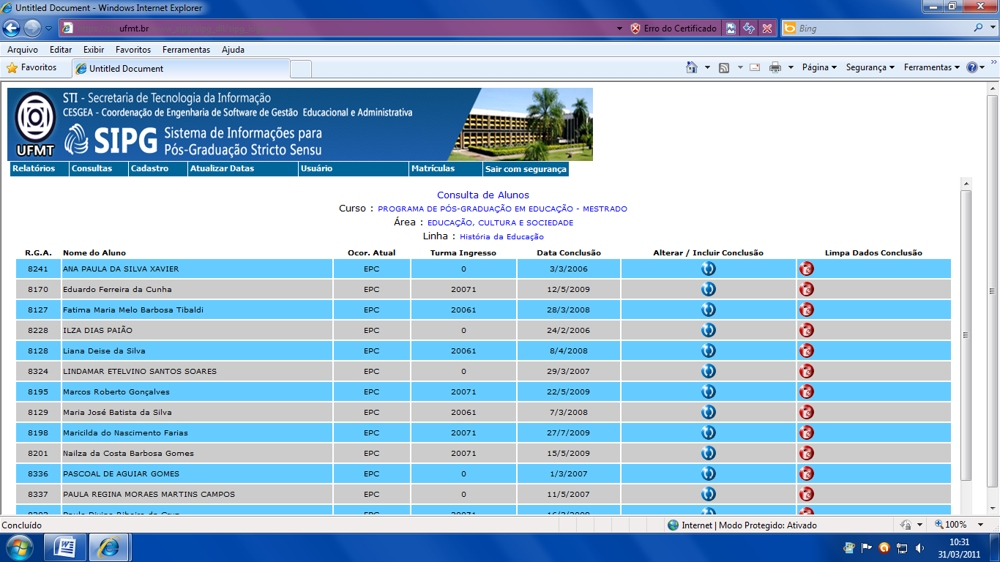 Untitled Document - Windows Internet Explorer
ufmt.br
Erro do Certificado
Bing
Arquivo Editar Exibir Favoritos Ferramentas Ajuda
Favoritos
Untitled Document
Página
Segurança
Ferramentas
STI - Secretaria de Tecnologia da Informação
CESGEA - Coordenação de Engenharia de Software de Gestão Educacional e Administrativa
UFMT
SIPG
Sistema de Informações para
Pós-Graduação Stricto Sensu
Relatórios Consultas Cadastro Atualizar Datas Usuário Matrículas Sair com segurança
Consulta de Alunos
Curso : PROGRAMA DE PÓS-GRADUAÇÃO EM EDUCAÇÃO - MESTRADO
Área : EDUCAÇÃO, CULTURA E SOCIEDADE
Linha : História da Educação
R.G.A. Nome do Aluno Ocor. Atual Turma Ingresso Data Conclusão Alterar / Incluir Conclusão Limpa Dados Conclusão
8241 ANA PAULA DA SILVA XAVIER EPC 0 3/3/2006
8170 Eduardo Ferreira da Cunha EPC 20071 12/5/2009
8127 Fatima Maria Melo Barbosa Tibaldi EPC 20061 28/3/2008
8228 ILZA DIAS PAIÃO EPC 0 24/2/2006
8128 Liana Deise da Silva EPC 20061 8/4/2008
8324 LINDAMAR ETELVINO SANTOS SOARES EPC 0 29/3/2007
8195 Marcos Roberto Gonçalves EPC 20071 22/5/2009
8129 Maria José Batista da Silva EPC 20061 7/3/2008
8198 Maricilda do Nascimento Farias EPC 20071 27/7/2009
8201 Nailza da Costa Barbosa Gomes EPC 20071 15/5/2009
8336 PASCOAL DE AGUIAR GOMES EPC 0 1/3/2007
8337 PAULA REGINA MORAES MARTINS CAMPOS EPC 0 11/5/2007
Concluído
Internet | Modo Protegido: Ativado
100%
10:31
31/03/2011